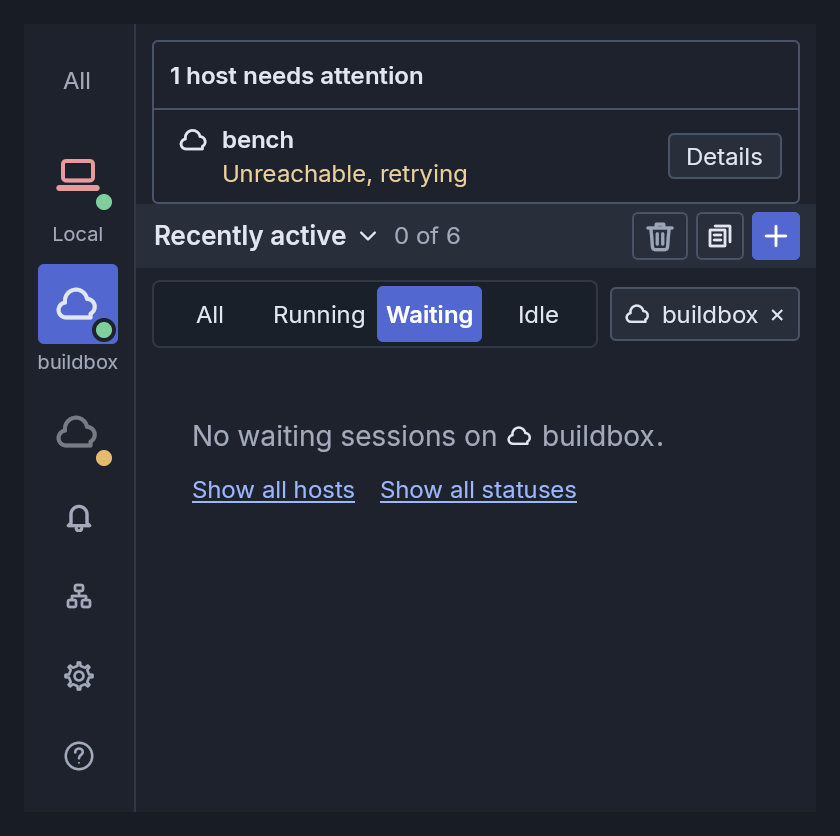 All
Local
buildbox
1 host needs attention
bench
Unreachable, retrying
Details
Recently active 0 of 6
All Running Waiting Idle buildbox ×
No waiting sessions on buildbox.
Show all hosts Show all statuses